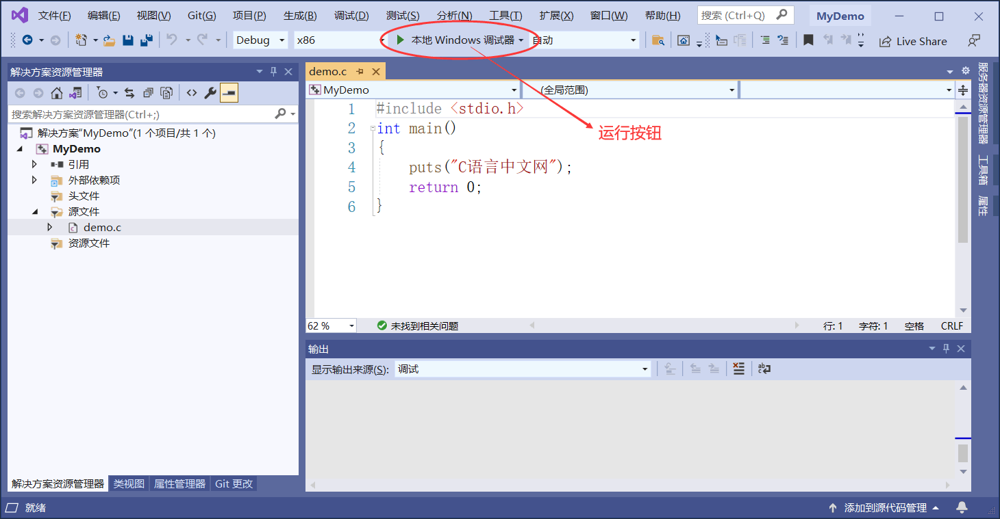 文件(F) 编辑(E) 视图(V) Git(G) 项目(P) 生成(B) 调试(D) 测试(S) 分析(N) 工具(T) 扩展(X) 窗口(W) 帮助(H) 搜索 (Ctrl+Q) MyDemo
Debug x86 本地 Windows 调试器 自动 Live Share
解决方案资源管理器
搜索解决方案资源管理器(Ctrl+;)
解决方案“MyDemo”(1 个项目/共 1 个)
MyDemo
引用
外部依赖项
头文件
源文件
demo.c
资源文件
解决方案资源管理器 类视图 属性管理器 Git 更改
demo.c
MyDemo (全局范围)
1 #include <stdio.h>
2 int main()
3 {
4 puts("C语言中文网");
5 return 0;
6 }
运行按钮
62 % 未找到相关问题 行: 1 字符: 1 空格 CRLF
输出
显示输出来源(S): 调试
服务器资源管理器
工具箱
属性
就绪 添加到源代码管理